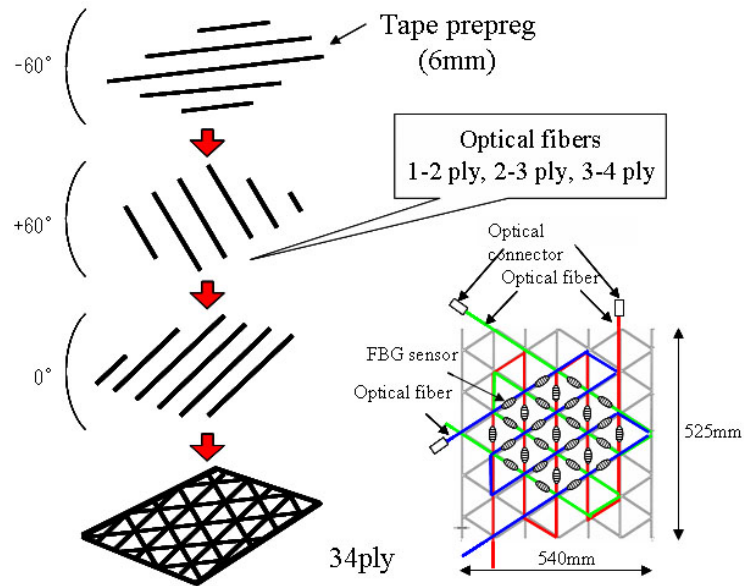 Tape prepreg
(6mm)
-60°
Optical fibers
1-2 ply, 2-3 ply, 3-4 ply
+60°
Optical
connector
Optical fiber
FBG sensor
0°
Optical fiber
525mm
34ply
540mm